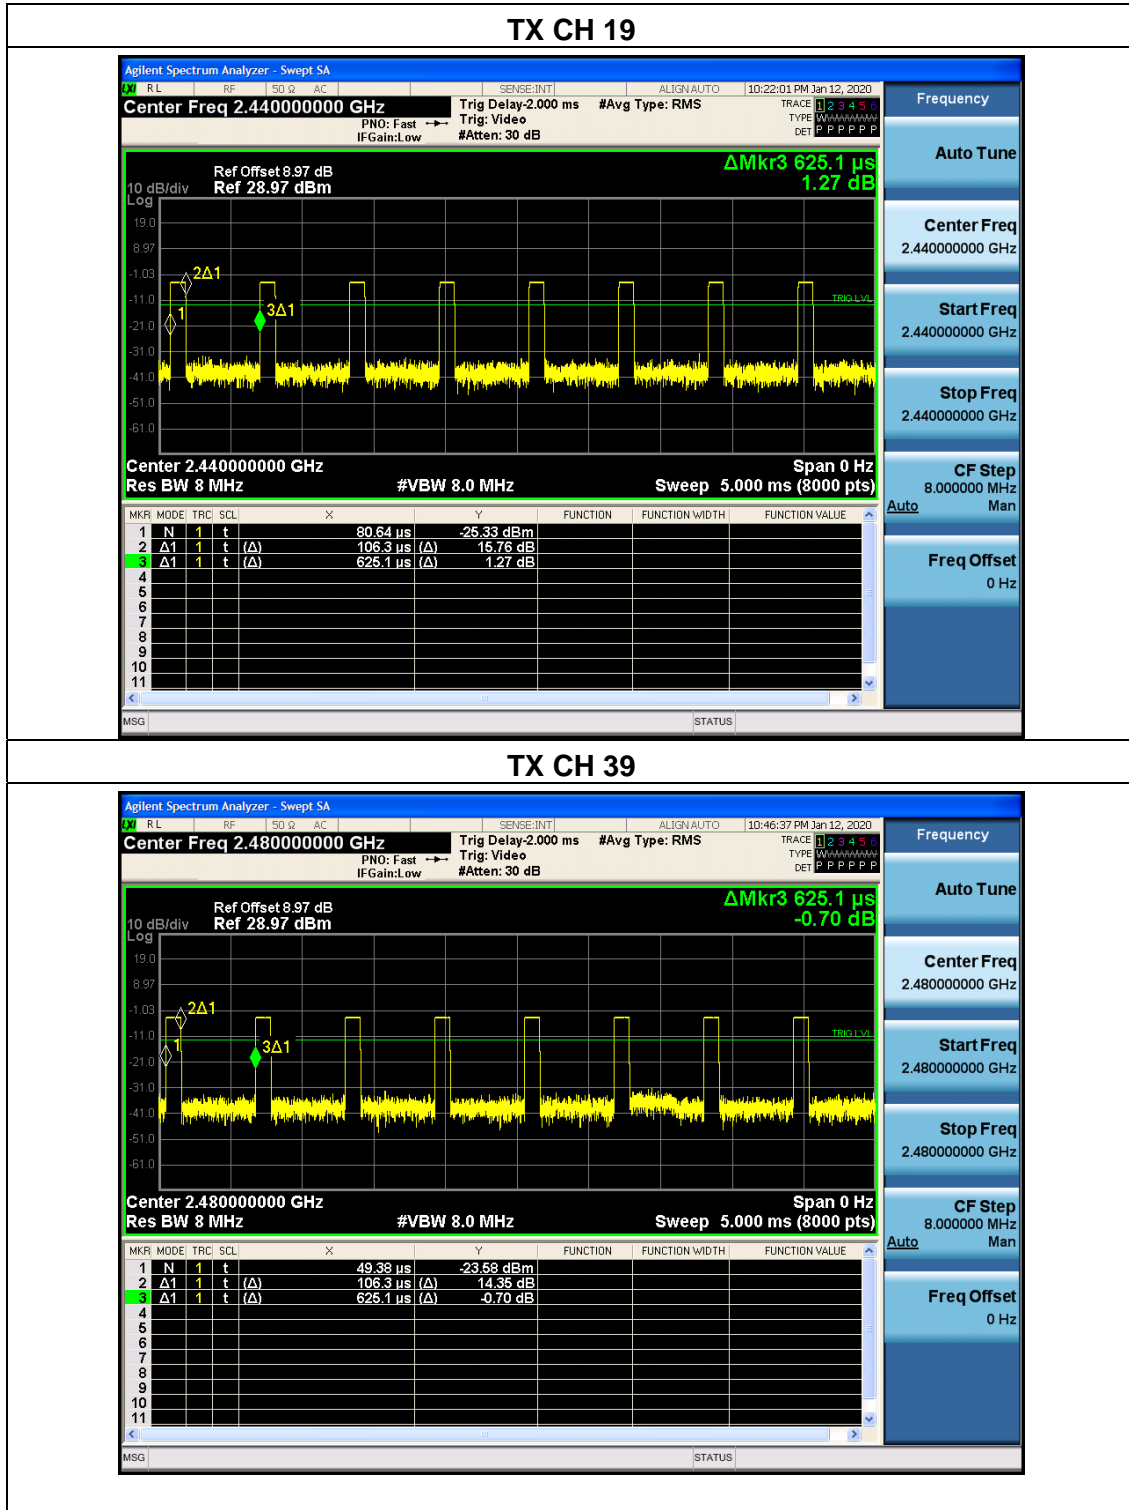 TX CH 19
Agilent Spectrum Analyzer - Swept SA
LXI RL RF 50 Ω AC SENSE:INT ALIGN AUTO 10:22:01 PM Jan 12, 2020
Center Freq 2.440000000 GHz
PNO: Fast
IFGain:Low
Trig Delay-2.000 ms
Trig: Video
#Atten: 30 dB
#Avg Type: RMS
TRACE 1 2 3 4 5 6
TYPE
DET P P P P P P
Frequency
ΔMkr3 625.1 µs
1.27 dB
Ref Offset 8.97 dB
10 dB/div Ref 28.97 dBm
Log
19.0
8.97
-1.03
-11.0
-21.0
-31.0
-41.0
-51.0
-61.0
1
2Δ1
3Δ1
TRIG LVL
Center 2.440000000 GHz Span 0 Hz
Res BW 8 MHz #VBW 8.0 MHz Sweep 5.000 ms (8000 pts)
MKR MODE TRC SCL X Y FUNCTION FUNCTION WIDTH FUNCTION VALUE
1 N 1 t 80.64 µs -25.33 dBm
2 Δ1 1 t (Δ) 106.3 µs (Δ) 15.76 dB
3 Δ1 1 t (Δ) 625.1 µs (Δ) 1.27 dB
4
5
6
7
8
9
10
11
MSG STATUS
Auto Tune
Center Freq
2.440000000 GHz
Start Freq
2.440000000 GHz
Stop Freq
2.440000000 GHz
CF Step
8.000000 MHz
Auto Man
Freq Offset
0 Hz
TX CH 39
Agilent Spectrum Analyzer - Swept SA
LXI RL RF 50 Ω AC SENSE:INT ALIGN AUTO 10:46:37 PM Jan 12, 2020
Center Freq 2.480000000 GHz
PNO: Fast
IFGain:Low
Trig Delay-2.000 ms
Trig: Video
#Atten: 30 dB
#Avg Type: RMS
TRACE 1 2 3 4 5 6
TYPE
DET P P P P P P
Frequency
ΔMkr3 625.1 µs
-0.70 dB
Ref Offset 8.97 dB
10 dB/div Ref 28.97 dBm
Log
19.0
8.97
-1.03
-11.0
-21.0
-31.0
-41.0
-51.0
-61.0
1
2Δ1
3Δ1
TRIG LVL
Center 2.480000000 GHz Span 0 Hz
Res BW 8 MHz #VBW 8.0 MHz Sweep 5.000 ms (8000 pts)
MKR MODE TRC SCL X Y FUNCTION FUNCTION WIDTH FUNCTION VALUE
1 N 1 t 49.38 µs -23.58 dBm
2 Δ1 1 t (Δ) 106.3 µs (Δ) 14.35 dB
3 Δ1 1 t (Δ) 625.1 µs (Δ) -0.70 dB
4
5
6
7
8
9
10
11
MSG STATUS
Auto Tune
Center Freq
2.480000000 GHz
Start Freq
2.480000000 GHz
Stop Freq
2.480000000 GHz
CF Step
8.000000 MHz
Auto Man
Freq Offset
0 Hz